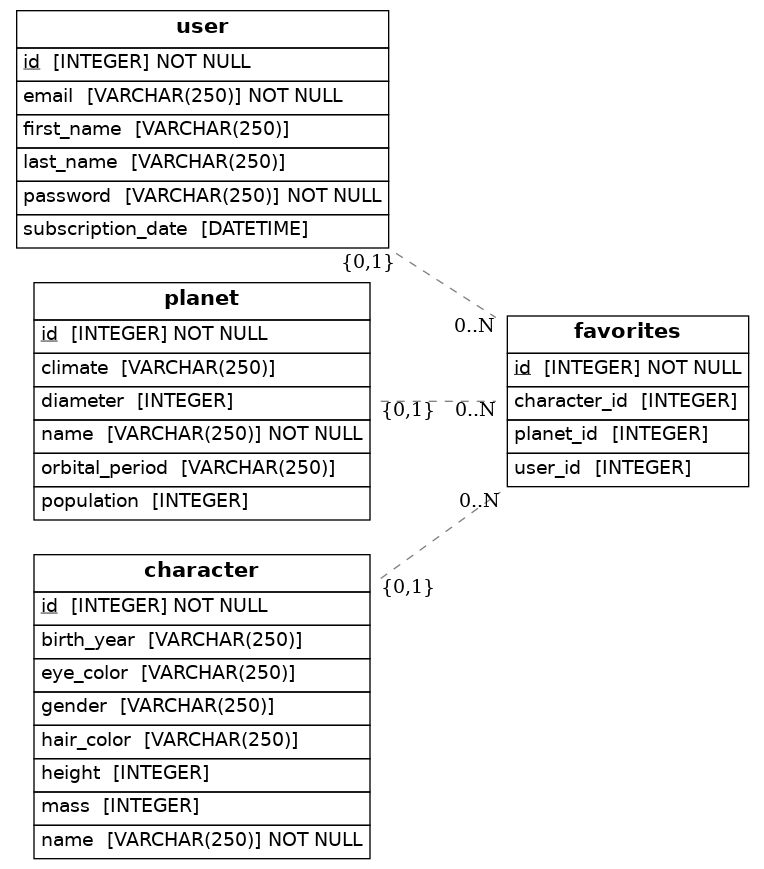 user
id [INTEGER] NOT NULL
email [VARCHAR(250)] NOT NULL
first_name [VARCHAR(250)]
last_name [VARCHAR(250)]
password [VARCHAR(250)] NOT NULL
subscription_date [DATETIME]
{0,1}
0..N
planet
id [INTEGER] NOT NULL
climate [VARCHAR(250)]
diameter [INTEGER]
name [VARCHAR(250)] NOT NULL
orbital_period [VARCHAR(250)]
population [INTEGER]
{0,1} 0..N
favorites
id [INTEGER] NOT NULL
character_id [INTEGER]
planet_id [INTEGER]
user_id [INTEGER]
0..N
{0,1}
character
id [INTEGER] NOT NULL
birth_year [VARCHAR(250)]
eye_color [VARCHAR(250)]
gender [VARCHAR(250)]
hair_color [VARCHAR(250)]
height [INTEGER]
mass [INTEGER]
name [VARCHAR(250)] NOT NULL